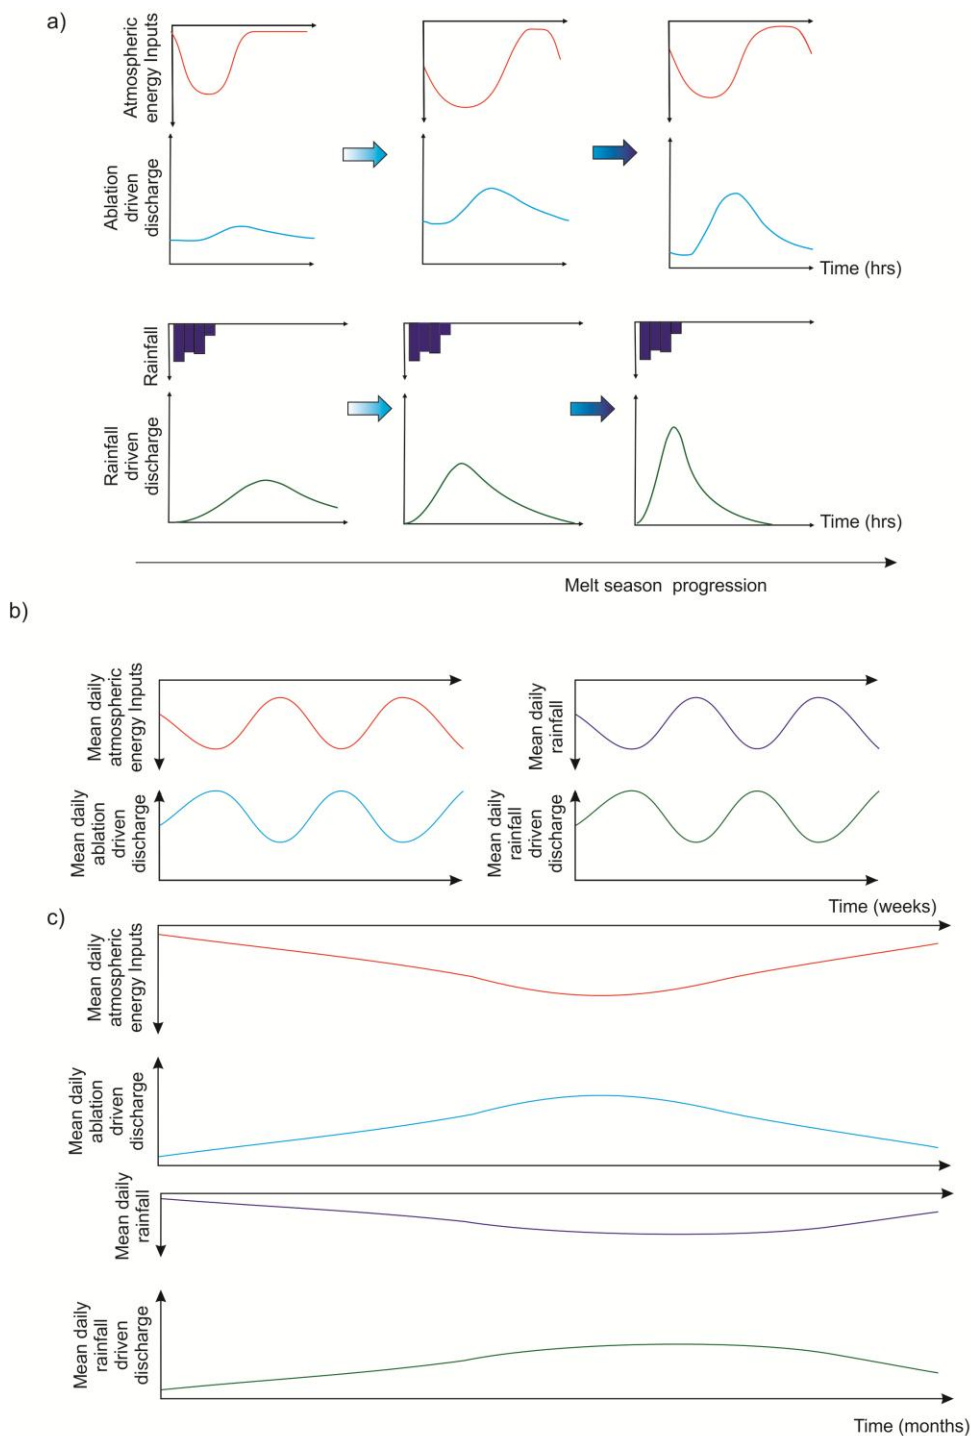 a)
Atmospheric
energy Inputs
Ablation
driven
discharge
Time (hrs)
Rainfall
Rainfall
driven
discharge
Time (hrs)
Melt season progression
b)
Mean daily
atmospheric
energy Inputs
Mean daily
rainfall
Mean daily
ablation
driven
discharge
Mean daily
rainfall
driven
discharge
Time (weeks)
c)
Mean daily
atmospheric
energy Inputs
Mean daily
ablation
driven
discharge
Mean daily
rainfall
Mean daily
rainfall
driven
discharge
Time (months)